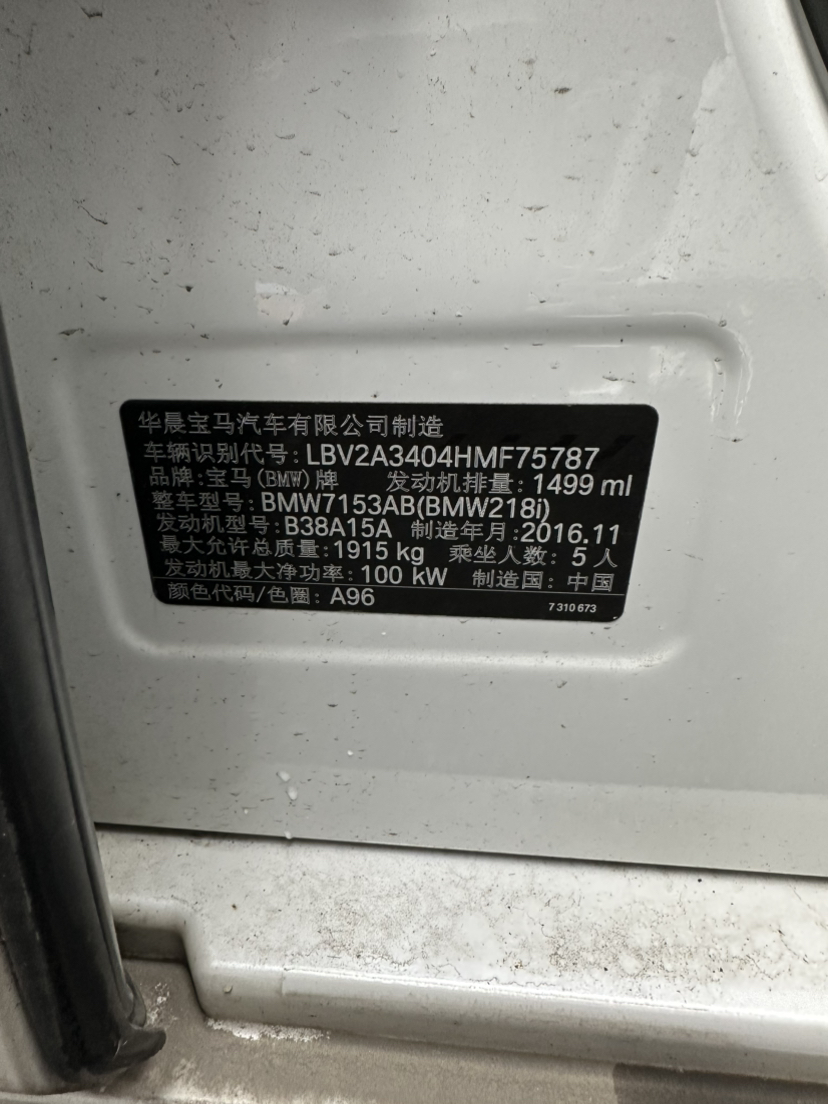 华晨宝马汽车有限公司制造
车辆识别代号: LBV2A3404HMF75787
品牌:宝马(BMW)牌 发动机排量: 1499 ml
整车型号: BMW7153AB(BMW218i)
发动机型号: B38A15A 制造年月:2016.11
最大允许总质量: 1915 kg 乘坐人数: 5 人
发动机最大净功率: 100 kW 制造国: 中国
颜色代码/色圈: A96 7 310 673